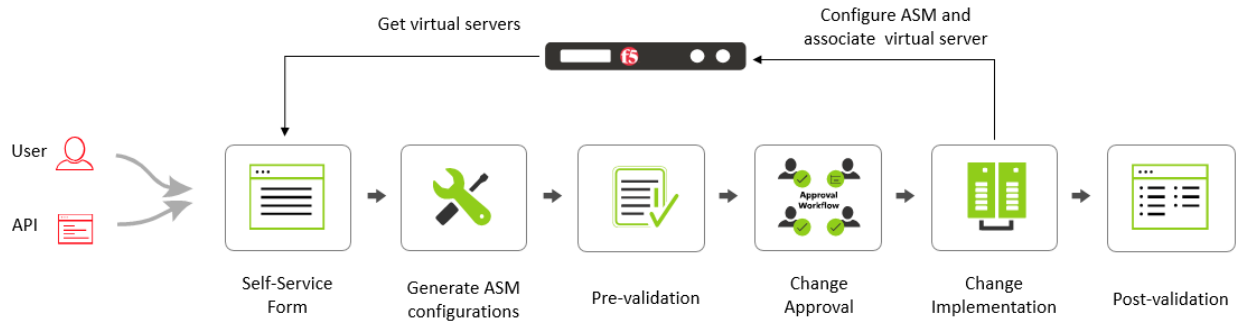 Get virtual servers
Configure ASM and
associate virtual server
f5
User
API
Approval
Workflow
Self-Service
Form
Generate ASM
configurations
Pre-validation
Change
Approval
Change
Implementation
Post-validation